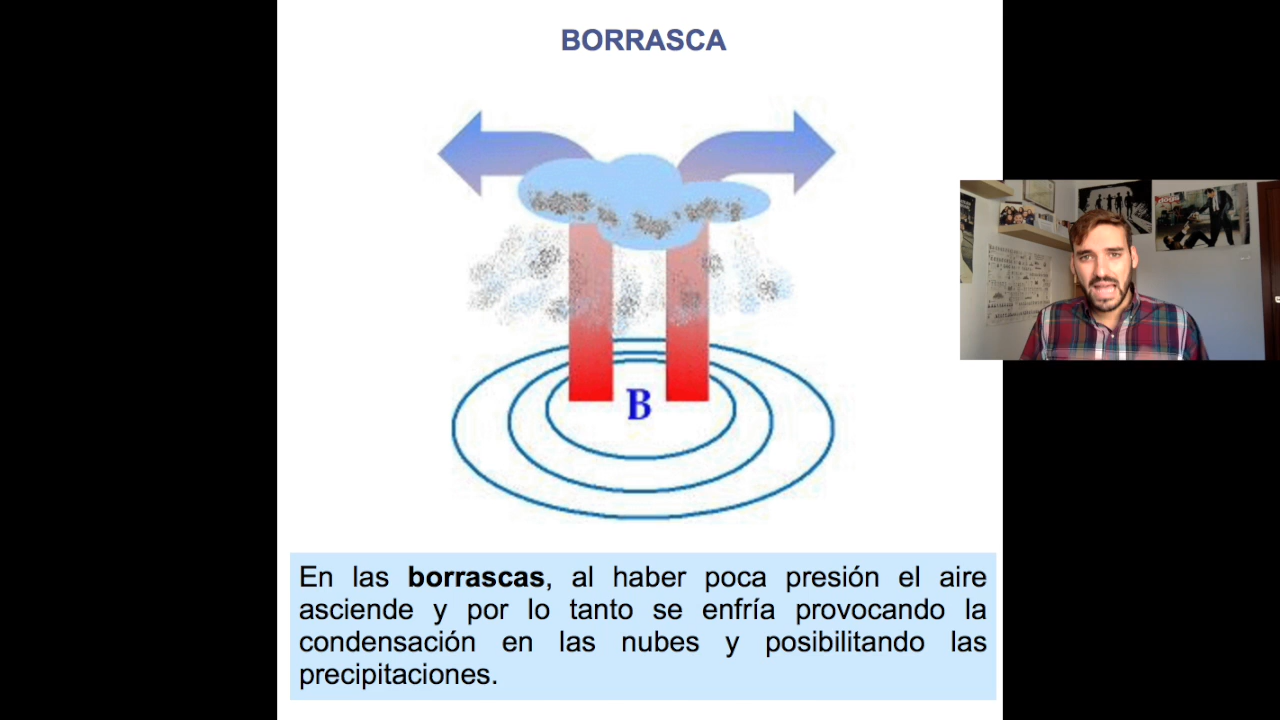 BORRASCA
B
En las borrascas, al haber poca presión el aire
asciende y por lo tanto se enfría provocando la
condensación en las nubes y posibilitando las
precipitaciones.